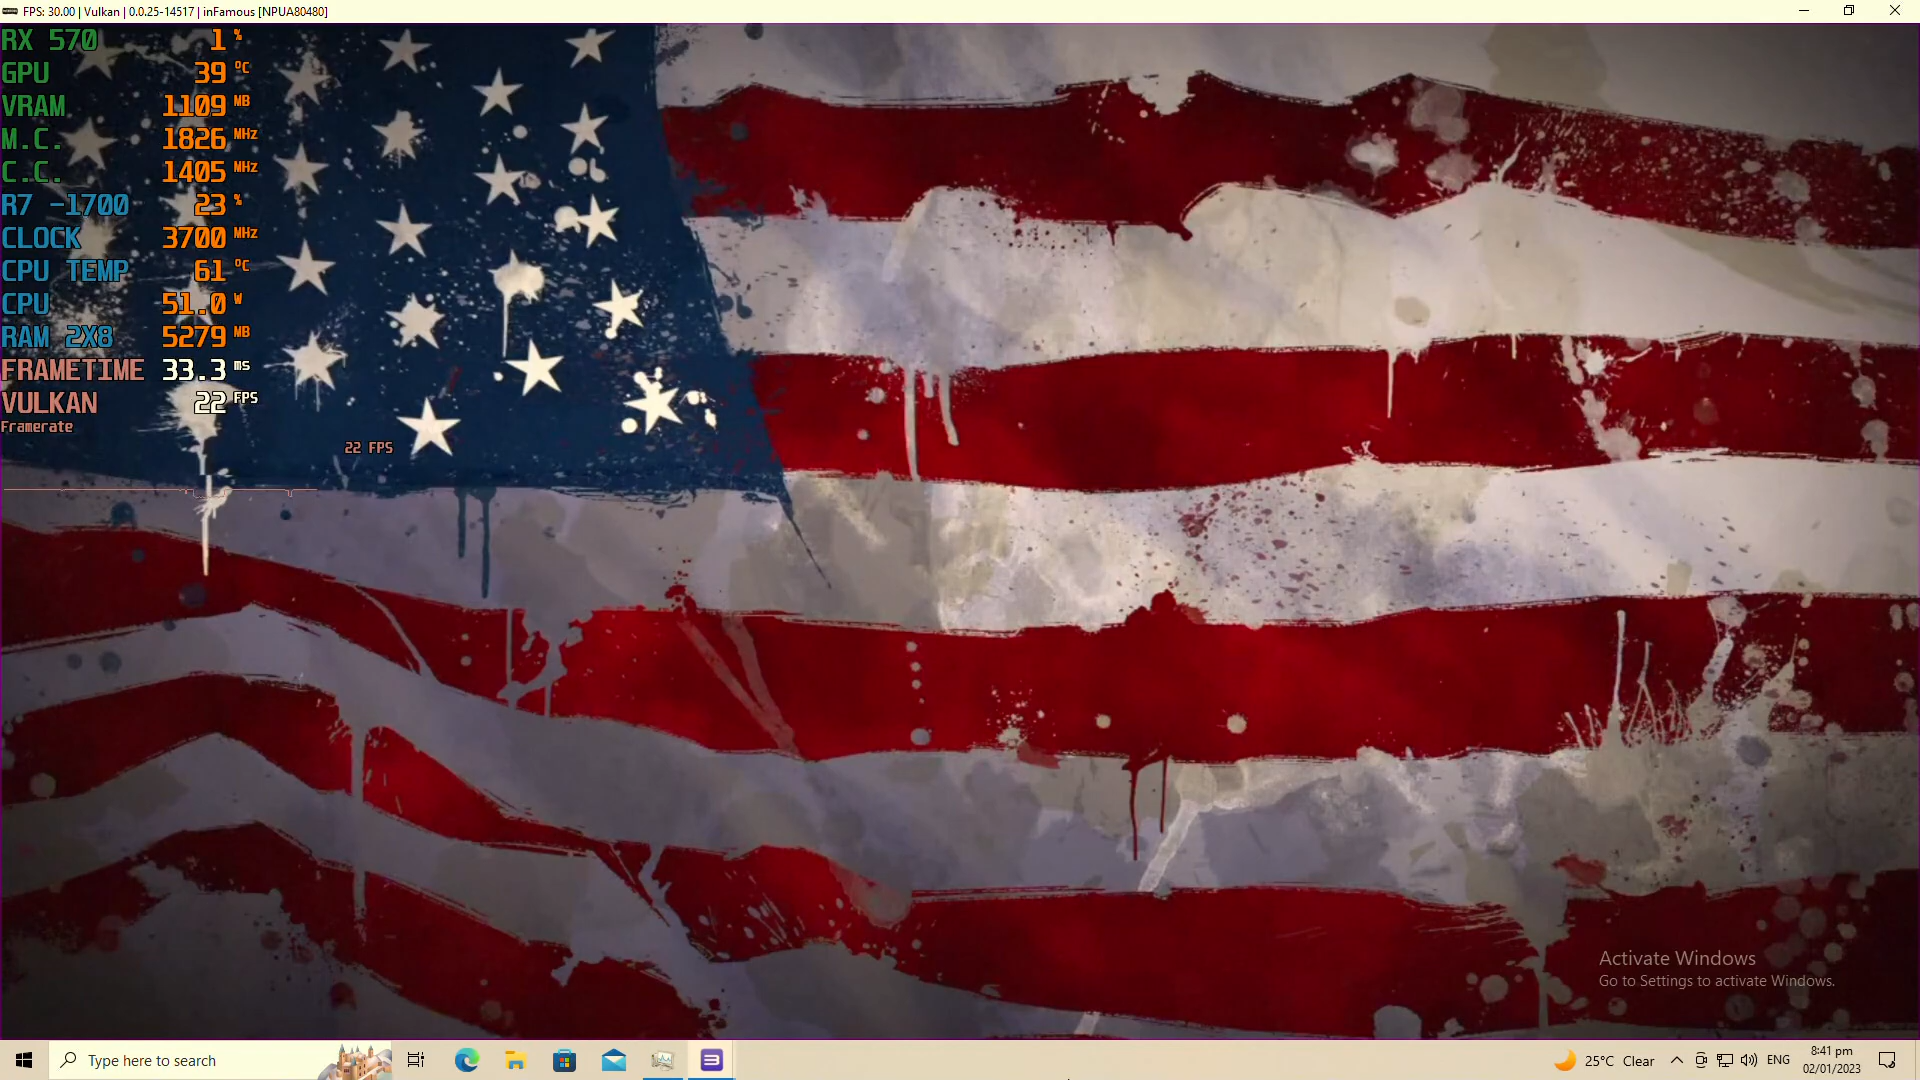 FPS: 30.00 | Vulkan | 0.0.25-14517 | inFamous [NPUA80480]
RX 570 1 %
GPU 39 °C
VRAM 1109 MB
M.C. 1826 MHz
C.C. 1405 MHz
R7 -1700 23 %
CLOCK 3700 MHz
CPU TEMP 61 °C
CPU 51.0 W
RAM 2X8 5279 MB
FRAMETIME 33.3 ms
VULKAN 22 FPS
Framerate
22 FPS
Activate Windows
Go to Settings to activate Windows.
Type here to search
25°C Clear
ENG
8:41 pm
02/01/2023